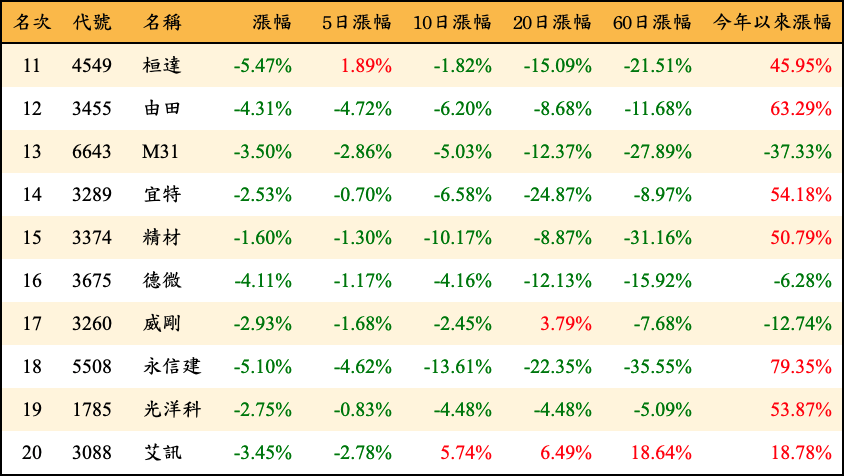 名次 代號 名稱 漲幅 5日漲幅 10日漲幅 20日漲幅 60日漲幅 今年以來漲幅
11 4549 桓達 -5.47% 1.89% -1.82% -15.09% -21.51% 45.95%
12 3455 由田 -4.31% -4.72% -6.20% -8.68% -11.68% 63.29%
13 6643 M31 -3.50% -2.86% -5.03% -12.37% -27.89% -37.33%
14 3289 宜特 -2.53% -0.70% -6.58% -24.87% -8.97% 54.18%
15 3374 精材 -1.60% -1.30% -10.17% -8.87% -31.16% 50.79%
16 3675 德微 -4.11% -1.17% -4.16% -12.13% -15.92% -6.28%
17 3260 威剛 -2.93% -1.68% -2.45% 3.79% -7.68% -12.74%
18 5508 永信建 -5.10% -4.62% -13.61% -22.35% -35.55% 79.35%
19 1785 光洋科 -2.75% -0.83% -4.48% -4.48% -5.09% 53.87%
20 3088 艾訊 -3.45% -2.78% 5.74% 6.49% 18.64% 18.78%